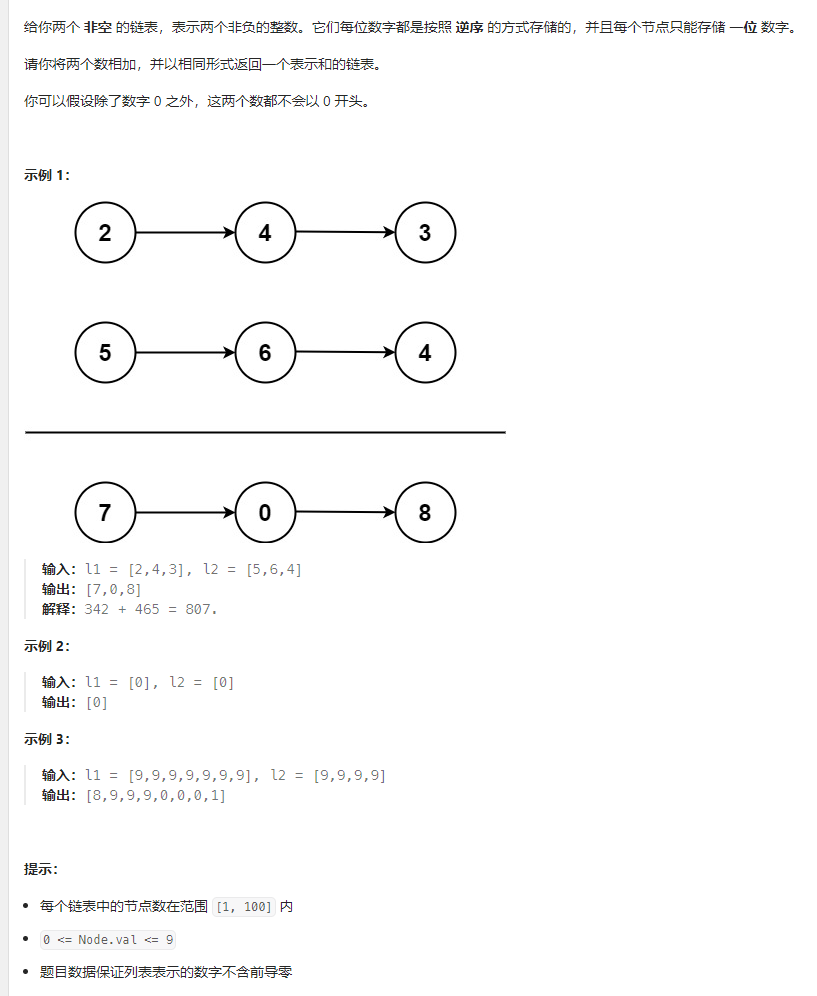 给你两个 非空 的链表，表示两个非负的整数。它们每位数字都是按照 逆序 的方式存储的，并且每个节点只能存储 一位 数字。
请你将两个数相加，并以相同形式返回一个表示和的链表。
你可以假设除了数字 0 之外，这两个数都不会以 0 开头。
示例 1：
2 4 3
5 6 4
7 0 8
输入：l1 = [2,4,3], l2 = [5,6,4]
输出：[7,0,8]
解释：342 + 465 = 807.
示例 2：
输入：l1 = [0], l2 = [0]
输出：[0]
示例 3：
输入：l1 = [9,9,9,9,9,9,9], l2 = [9,9,9,9]
输出：[8,9,9,9,0,0,0,1]
提示：
每个链表中的节点数在范围 [1, 100] 内
0 <= Node.val <= 9
题目数据保证列表表示的数字不含前导零